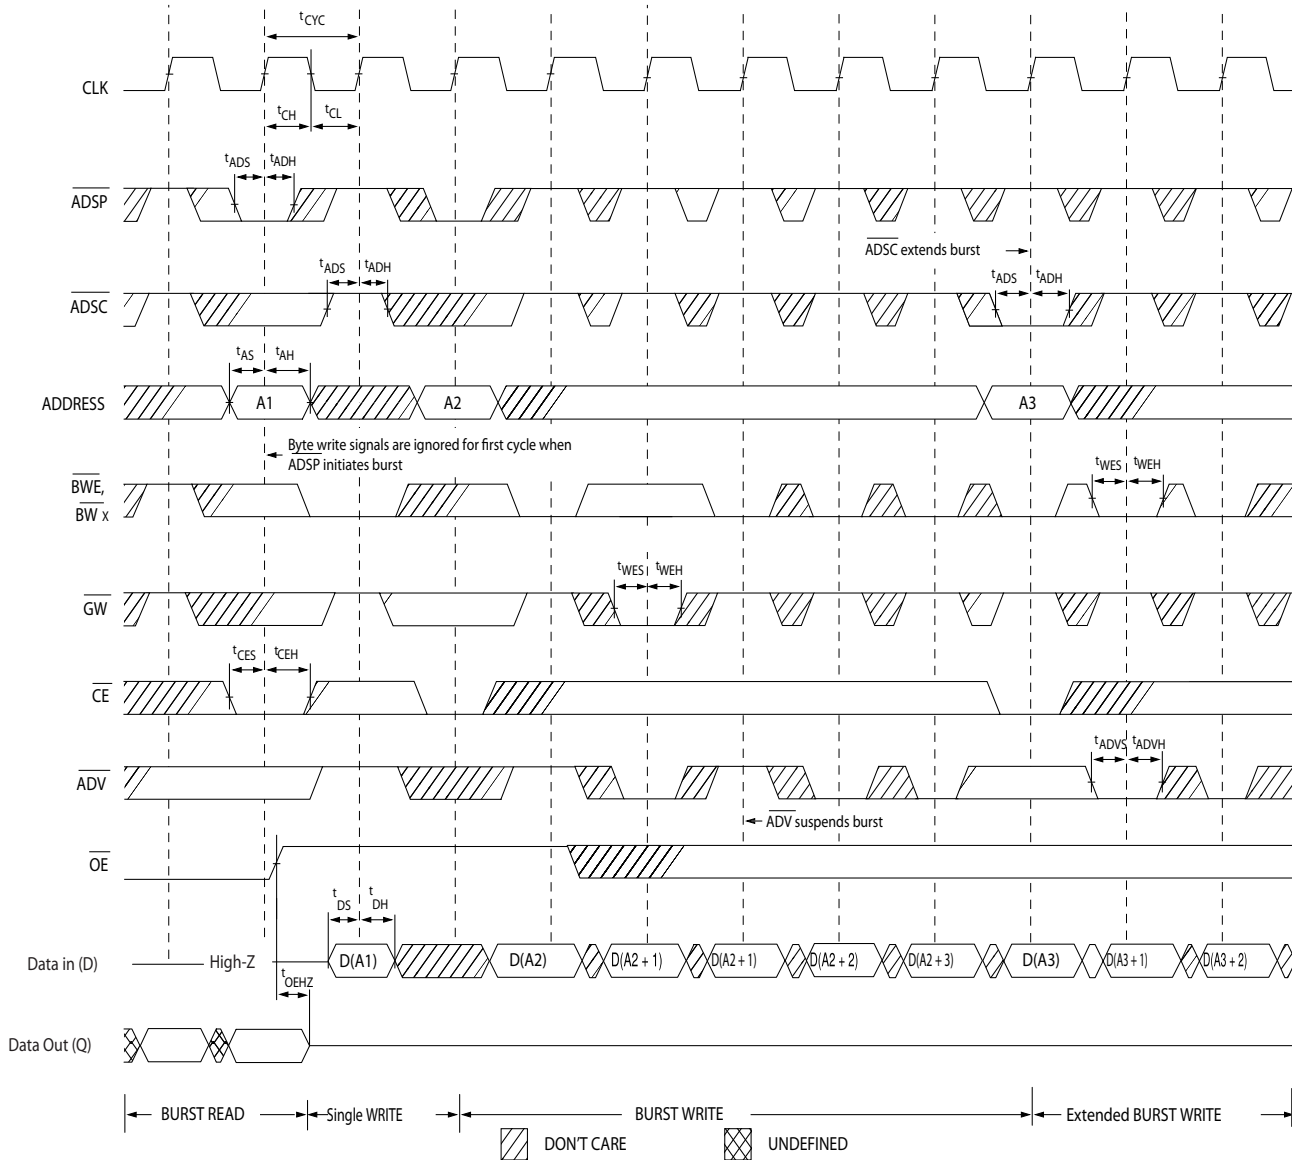 tCYC
CLK
tCH
tCL
tADS
tADH
ADSP
ADSC extends burst
tADS
tADH
tADS
tADH
ADSC
tAS
tAH
ADDRESS
A1
A2
A3
Byte write signals are ignored for first cycle when
ADSP initiates burst
BWE,
BW X
tWES
tWEH
tWES
tWEH
GW
tCES
tCEH
CE
tADVS
tADVH
ADV
ADV suspends burst
OE
tDS
tDH
Data in (D)
High-Z
D(A1)
D(A2)
D(A2 + 1)
D(A2 + 1)
D(A2 + 2)
D(A2 + 3)
D(A3)
D(A3 + 1)
D(A3 + 2)
tOEHZ
Data Out (Q)
BURST READ
Single WRITE
BURST WRITE
Extended BURST WRITE
DON'T CARE
UNDEFINED